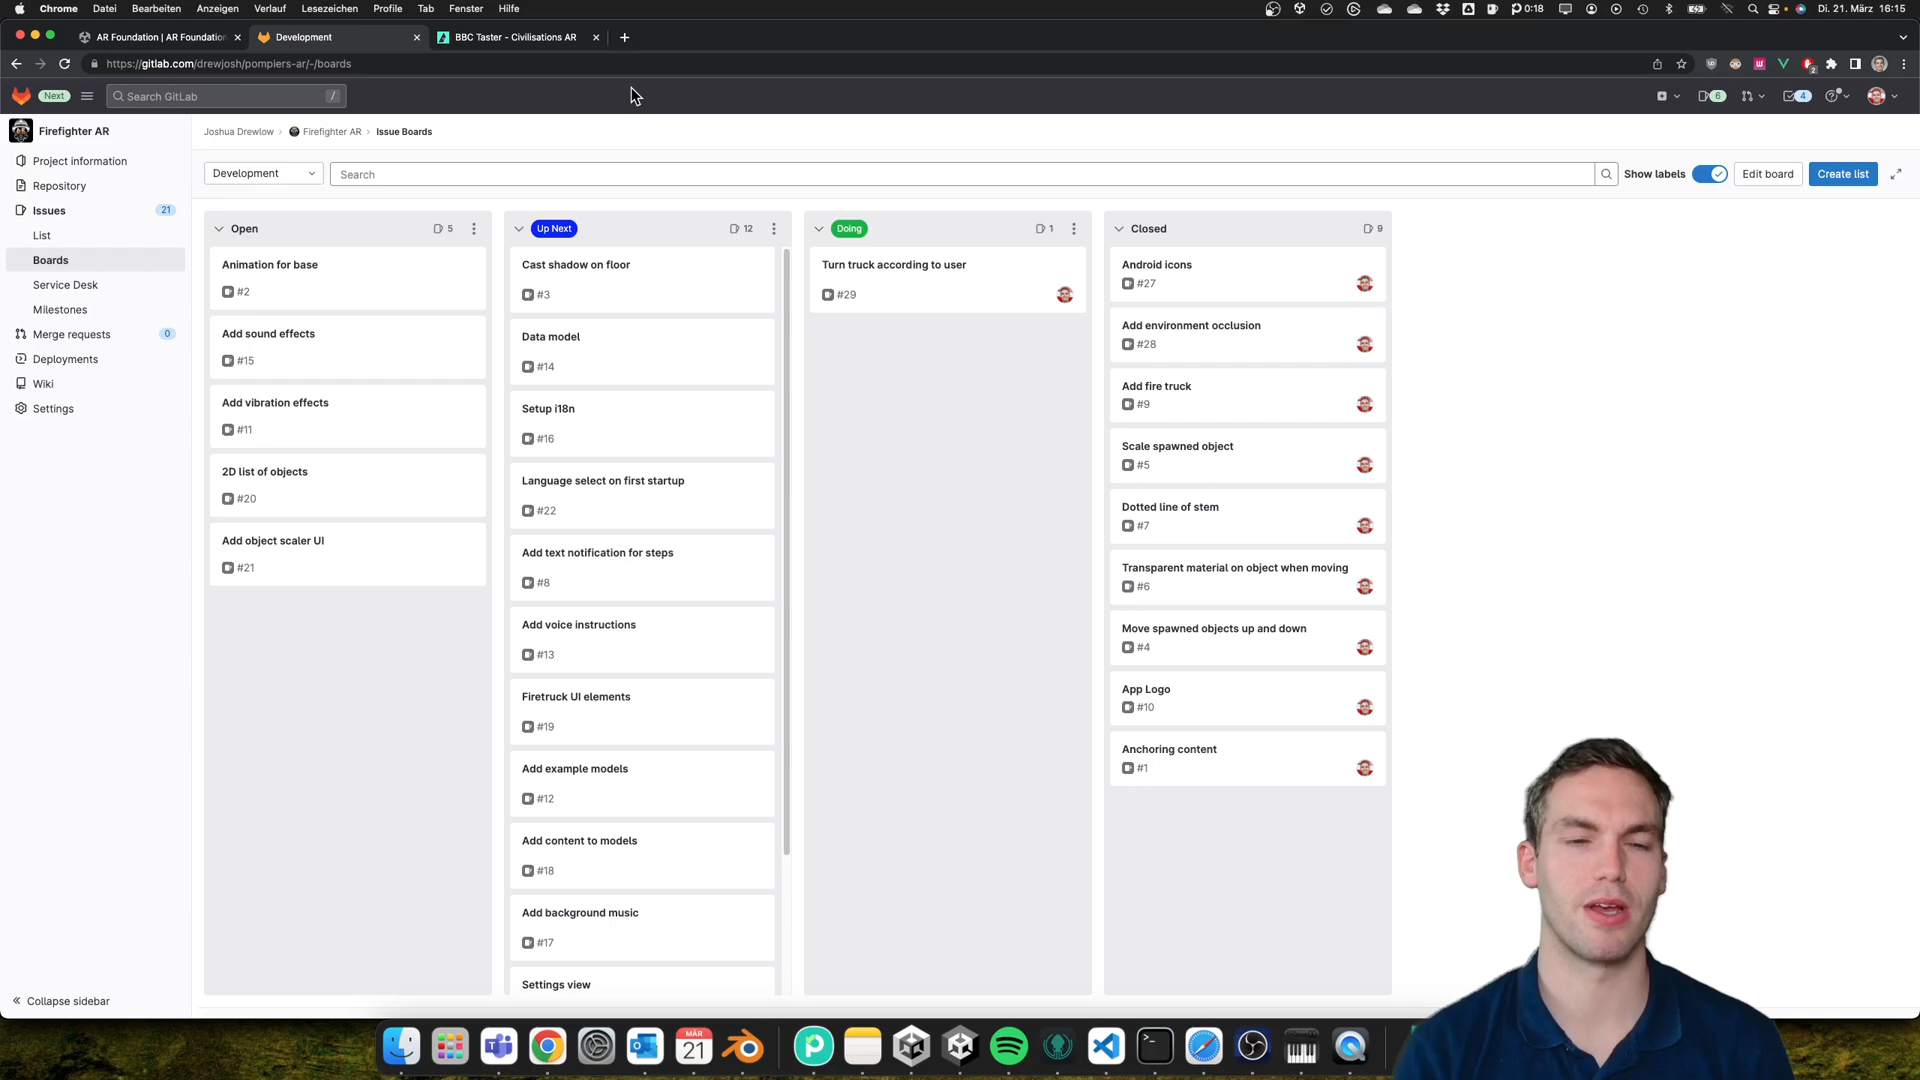 Chrome Datei Bearbeiten Anzeigen Verlauf Lesezeichen Profile Tab Fenster Hilfe 0:18 Di. 21. März 16:15
AR Foundation | AR Foundation Development BBC Taster - Civilisations AR
https://gitlab.com/drewjosh/pompiers-ar/-/boards
Next Search GitLab / 6 4
Firefighter AR
Project information
Repository
Issues 21
List
Boards
Service Desk
Milestones
Merge requests 0
Deployments
Wiki
Settings
Collapse sidebar
Joshua Drewlow › Firefighter AR › Issue Boards
Development Search Show labels Edit board Create list
Open 5
Animation for base
#2
Add sound effects
#15
Add vibration effects
#11
2D list of objects
#20
Add object scaler UI
#21
Up Next 12
Cast shadow on floor
#3
Data model
#14
Setup i18n
#16
Language select on first startup
#22
Add text notification for steps
#8
Add voice instructions
#13
Firetruck UI elements
#19
Add example models
#12
Add content to models
#18
Add background music
#17
Settings view
Doing 1
Turn truck according to user
#29
Closed 9
Android icons
#27
Add environment occlusion
#28
Add fire truck
#9
Scale spawned object
#5
Dotted line of stem
#7
Transparent material on object when moving
#6
Move spawned objects up and down
#4
App Logo
#10
Anchoring content
#1
MÄR
21